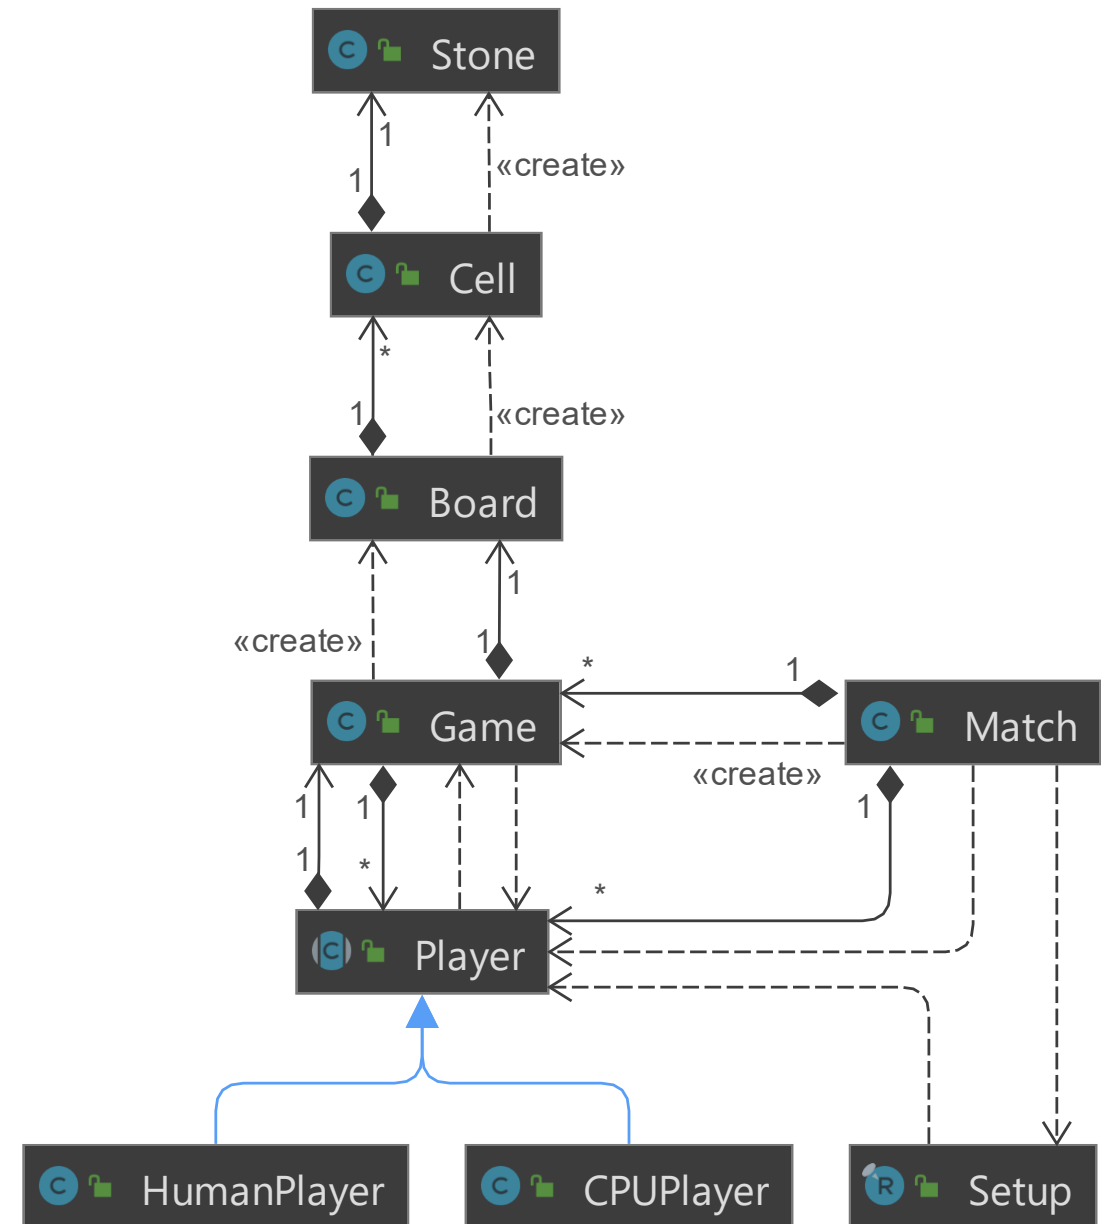 C Stone
1
«create»
1
C Cell
*
1
«create»
C Board
1
«create»
1
* 1
C Game
C Match
«create»
1 1
1
1
*
*
C Player
C HumanPlayer
C CPUPlayer
R Setup